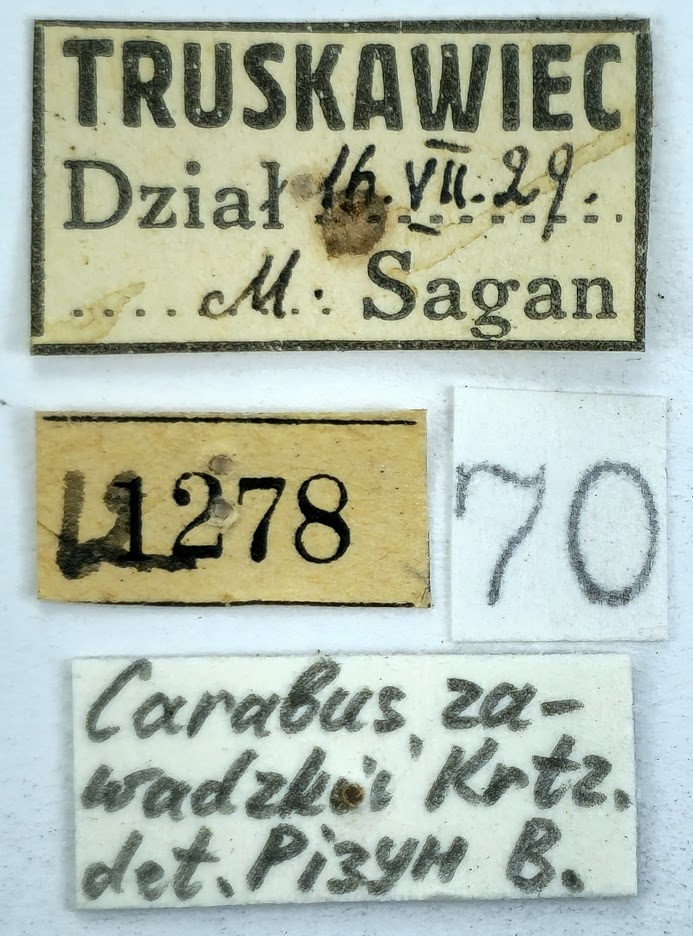 TRUSKAWIEC
Dział 16.VII.29.
..... M. Sagan
1278
70
Carabus za-
wadzkii Krtz.
det. Різун В.